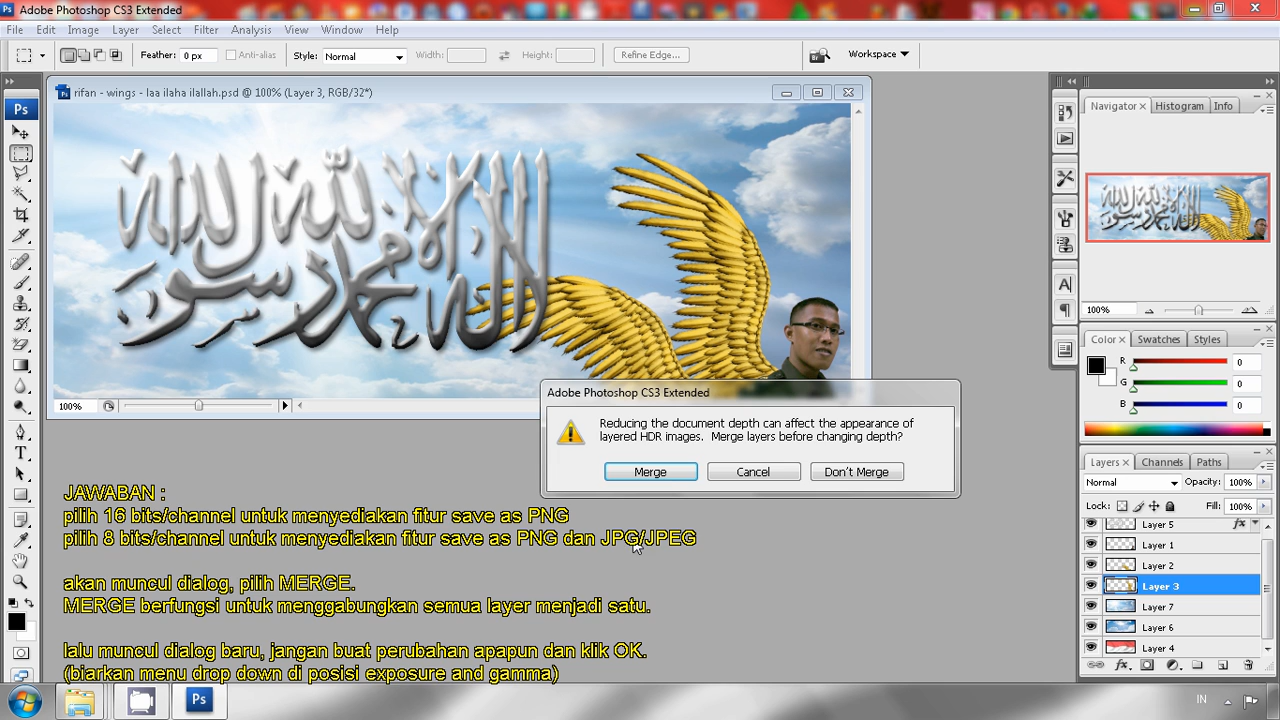 Adobe Photoshop CS3 Extended
File Edit Image Layer Select Filter Analysis View Window Help
Feather: 0 px Anti-alias Style: Normal Width: Height: Refine Edge... Workspace
rifan - wings - laa ilaha ilallah.psd @ 100% (Layer 3, RGB/32*)
100%
Adobe Photoshop CS3 Extended
Reducing the document depth can affect the appearance of
layered HDR images. Merge layers before changing depth?
Merge Cancel Don't Merge
JAWABAN :
pilih 16 bits/channel untuk menyediakan fitur save as PNG
pilih 8 bits/channel untuk menyediakan fitur save as PNG dan JPG/JPEG
akan muncul dialog, pilih MERGE.
MERGE berfungsi untuk menggabungkan semua layer menjadi satu.
lalu muncul dialog baru, jangan buat perubahan apapun dan klik OK.
(biarkan menu drop down di posisi exposure and gamma)
Navigator Histogram Info
100%
Color Swatches Styles
R 0
G 0
B 0
Layers Channels Paths
Normal Opacity: 100%
Lock: Fill: 100%
Layer 5 fx
Layer 1
Layer 2
Layer 3
Layer 7
Layer 6
Layer 4
Ps
IN